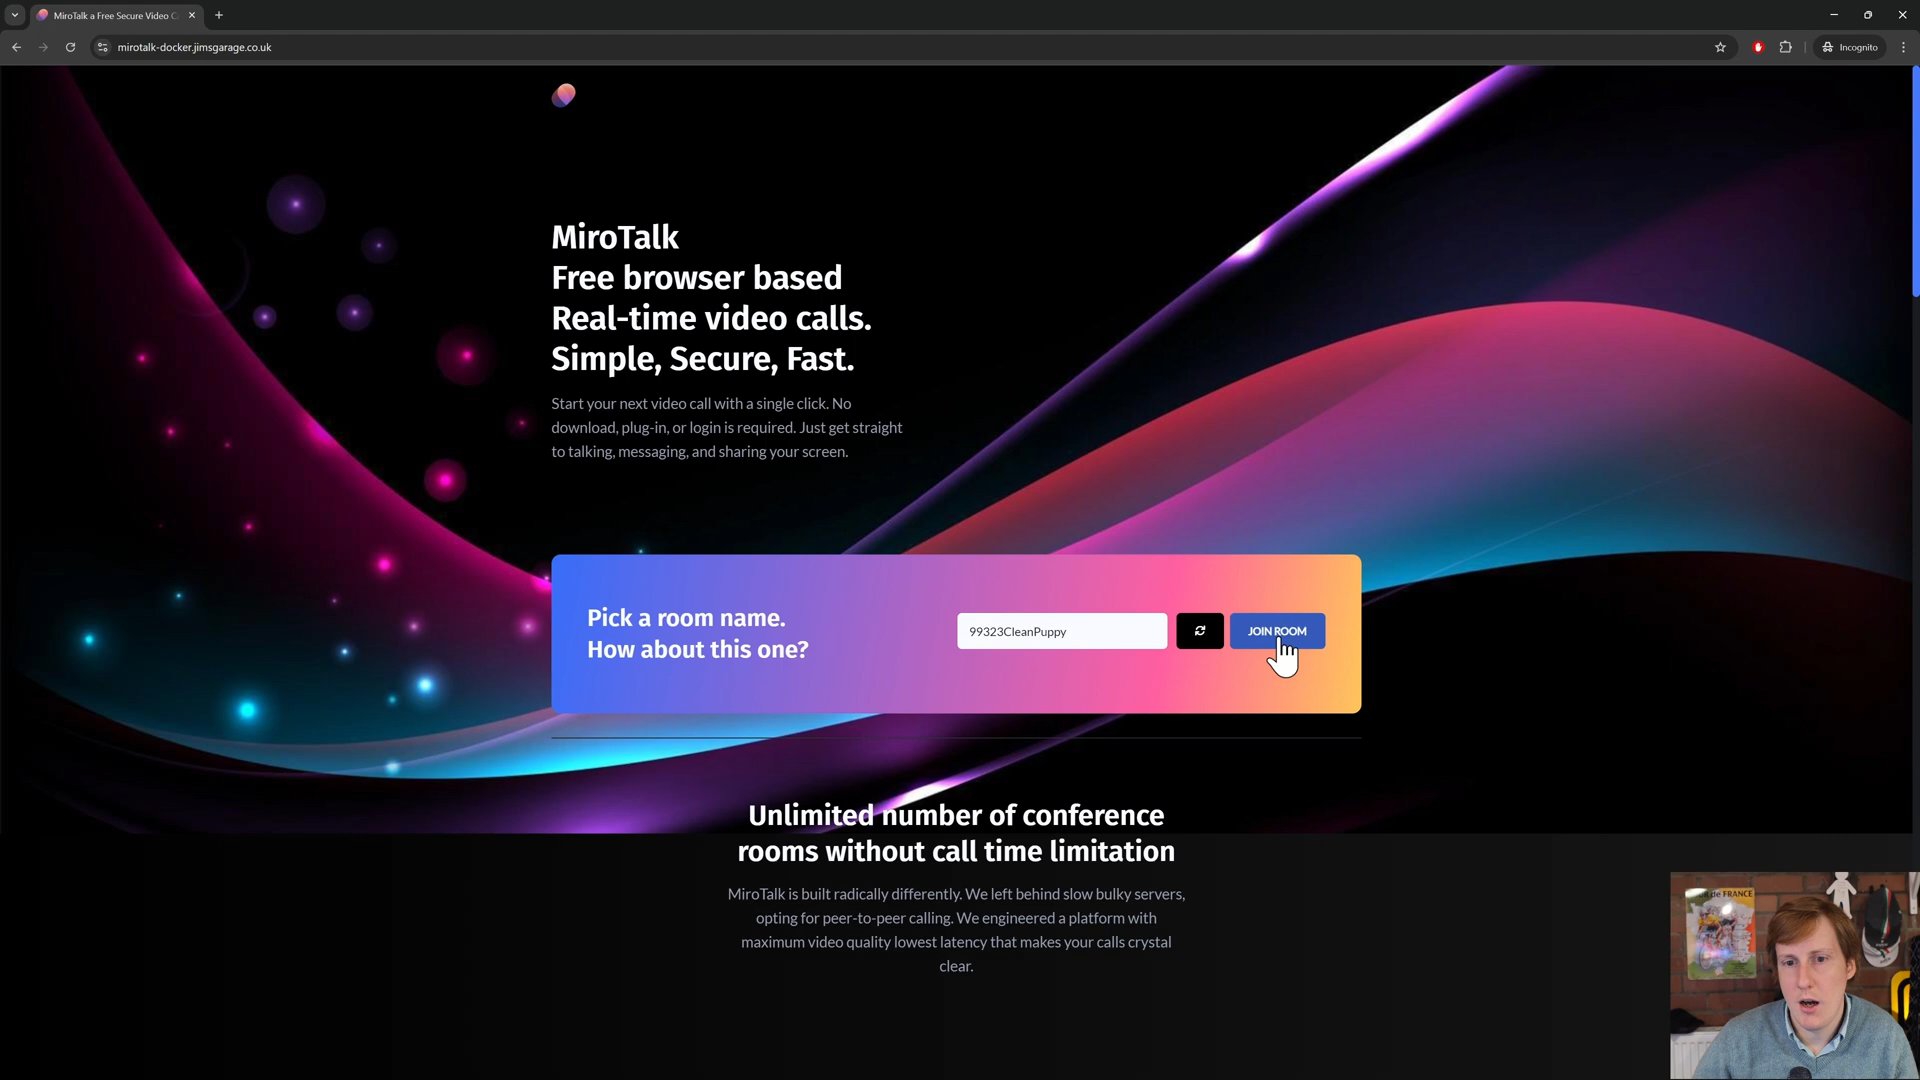 MiroTalk a Free Secure Video C
mirotalk-docker.jimsgarage.co.uk
Incognito
MiroTalk
Free browser based
Real-time video calls.
Simple, Secure, Fast.
Start your next video call with a single click. No
download, plug-in, or login is required. Just get straight
to talking, messaging, and sharing your screen.
Pick a room name.
How about this one?
99323CleanPuppy
JOIN ROOM
Unlimited number of conference
rooms without call time limitation
MiroTalk is built radically differently. We left behind slow bulky servers,
opting for peer-to-peer calling. We engineered a platform with
maximum video quality lowest latency that makes your calls crystal
clear.
de FRANCE